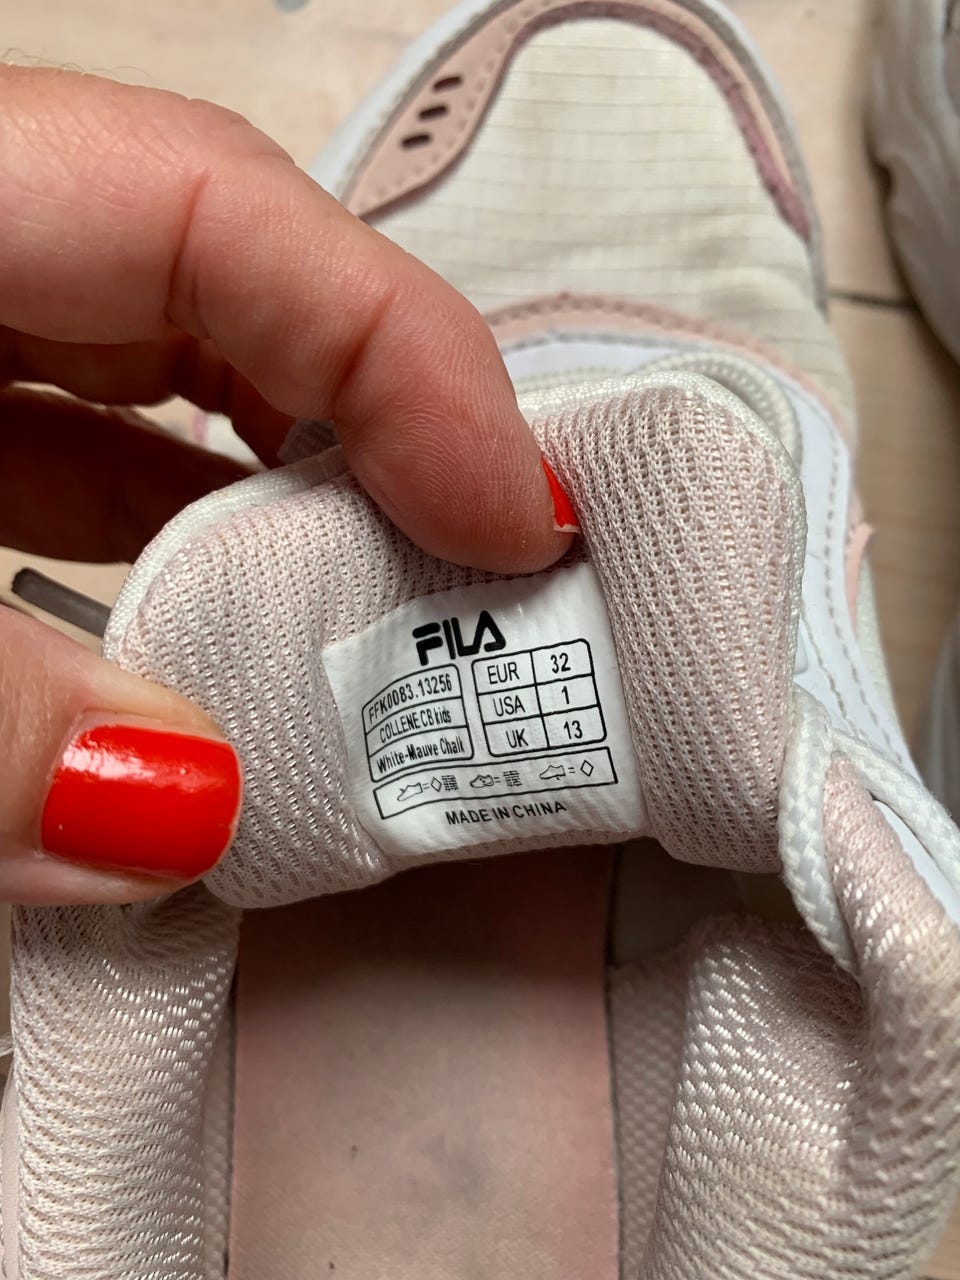 FILA
FFK0083.13256
COLLENE CB kids
White-Mauve Chalk
EUR 32
USA 1
UK 13
MADE IN CHINA